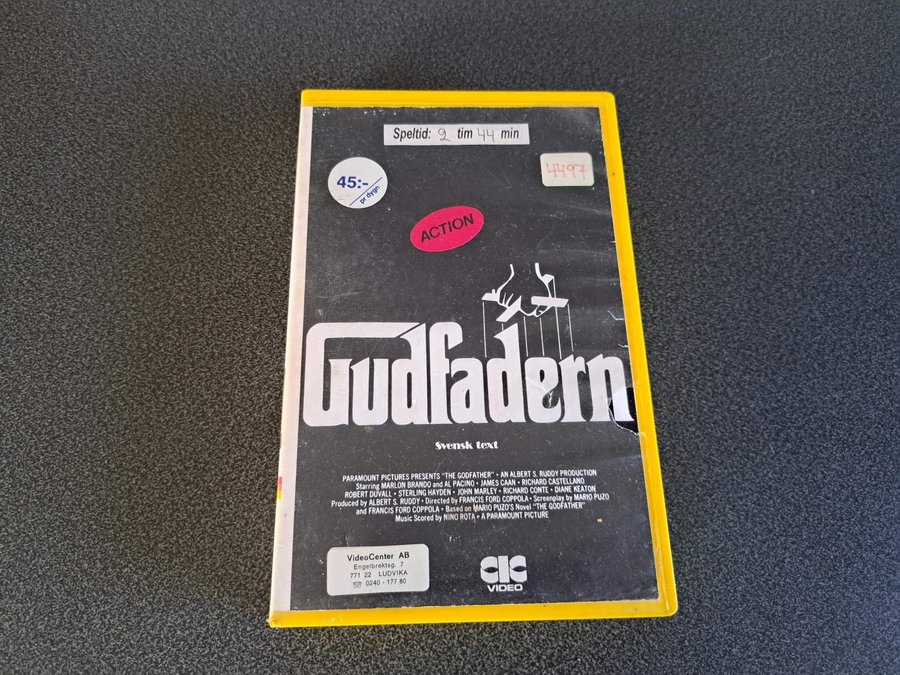 Speltid: 2 tim 44 min
4497
45:-
pr dygn
ACTION
Gudfadern
Svensk text
PARAMOUNT PICTURES PRESENTS "THE GODFATHER" • AN ALBERT S. RUDDY PRODUCTION
Starring MARLON BRANDO and AL PACINO • JAMES CAAN • RICHARD CASTELLANO
ROBERT DUVALL • STERLING HAYDEN • JOHN MARLEY • RICHARD CONTE • DIANE KEATON
Produced by ALBERT S. RUDDY • Directed by FRANCIS FORD COPPOLA • Screenplay by MARIO PUZO
and FRANCIS FORD COPPOLA • Based on MARIO PUZO'S Novel "THE GODFATHER"
Music Scored by NINO ROTA • A PARAMOUNT PICTURE
VideoCenter AB
Engelbrektsg. 7
771 22 LUDVIKA
☎ 0240 - 177 80
CIC
VIDEO